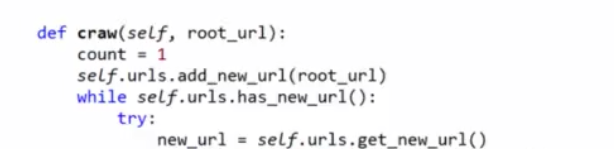 def craw(self, root_url):
    count = 1
    self.urls.add_new_url(root_url)
    while self.urls.has_new_url():
        try:
            new_url = self.urls.get_new_url()